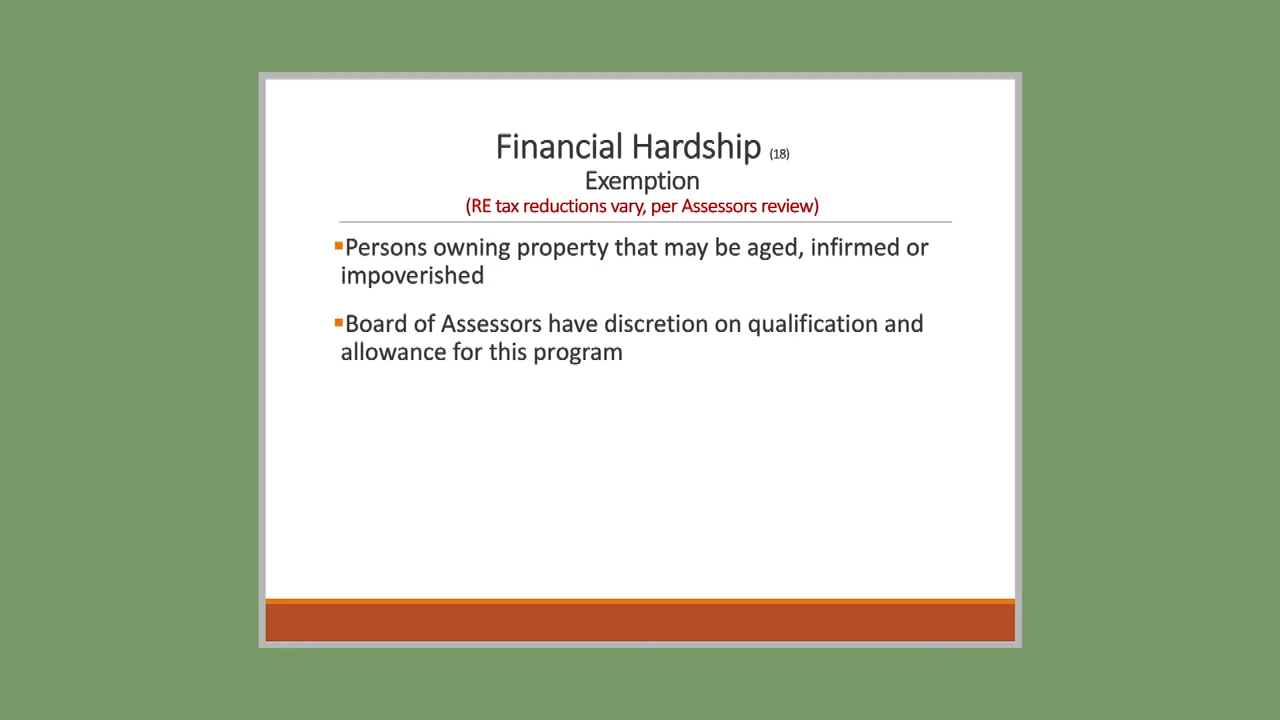 Financial Hardship (18)
Exemption
(RE tax reductions vary, per Assessors review)
▪Persons owning property that may be aged, infirmed or
impoverished
▪Board of Assessors have discretion on qualification and
allowance for this program